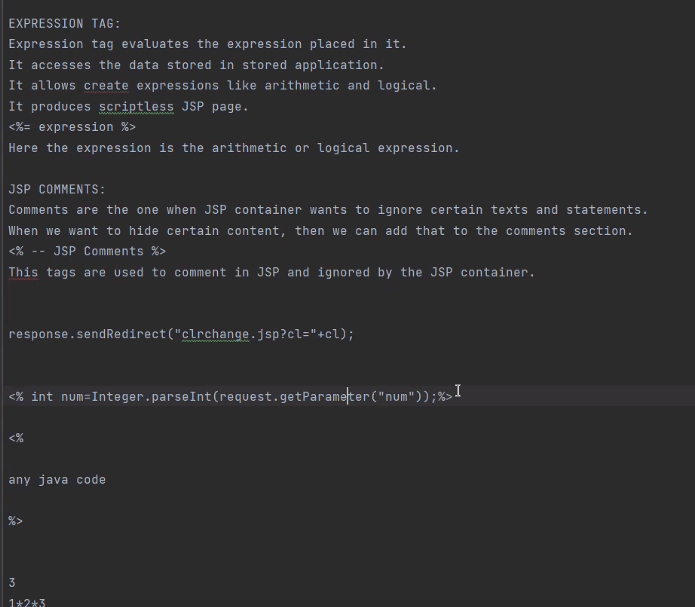 EXPRESSION TAG:
Expression tag evaluates the expression placed in it.
It accesses the data stored in stored application.
It allows create expressions like arithmetic and logical.
It produces scriptless JSP page.
<%= expression %>
Here the expression is the arithmetic or logical expression.
JSP COMMENTS:
Comments are the one when JSP container wants to ignore certain texts and statements.
When we want to hide certain content, then we can add that to the comments section.
<% -- JSP Comments %>
This tags are used to comment in JSP and ignored by the JSP container.
response.sendRedirect("clrchange.jsp?cl="+cl);
<% int num=Integer.parseInt(request.getParameter("num"));%>
<%
any java code
%>
3
1*2*3